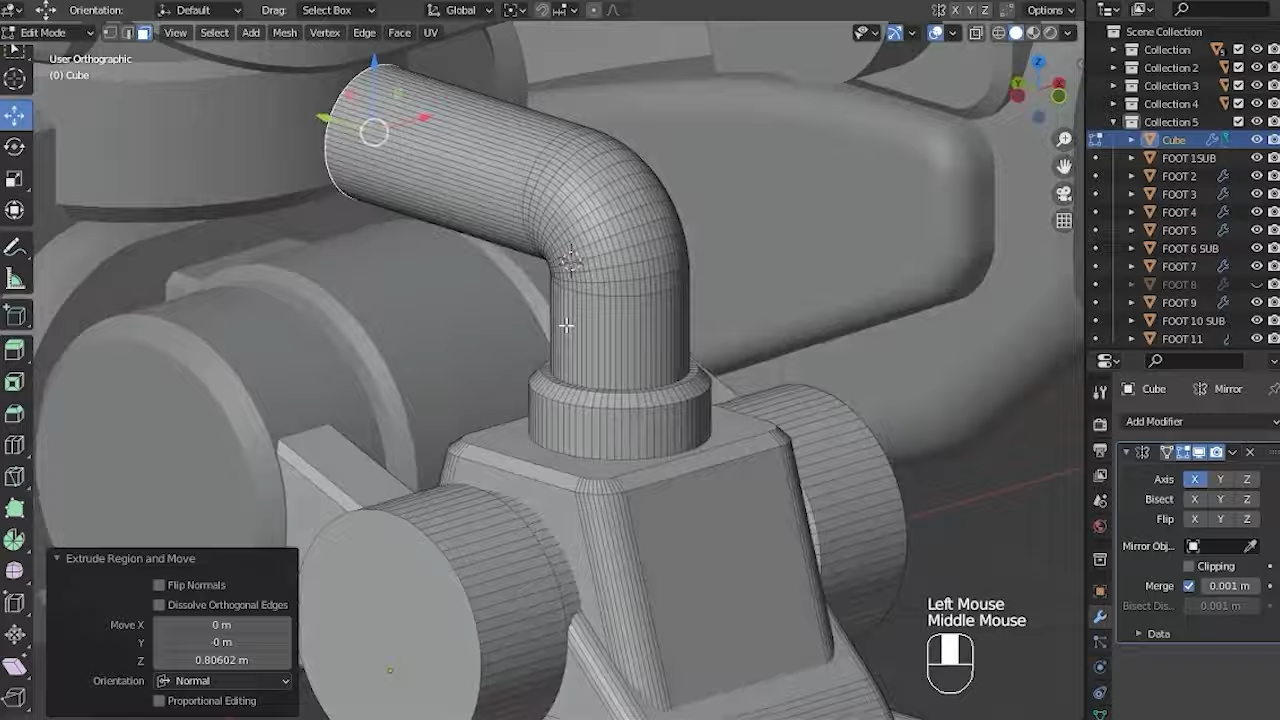 Orientation: Default Drag: Select Box Global X Y Z Options
Edit Mode View Select Add Mesh Vertex Edge Face UV
User Orthographic
(0) Cube
Scene Collection
Collection 5
Collection 2
Collection 3
Collection 4
Collection 5
Cube
FOOT 1SUB
FOOT 2
FOOT 3
FOOT 4
FOOT 5
FOOT 6 SUB
FOOT 7
FOOT 8
FOOT 9
FOOT 10 SUB
FOOT 11
Z
Y
X
Cube Mirror
Add Modifier
Axis X Y Z
Bisect X Y Z
Flip X Y Z
Mirror Obj...
Clipping
Merge 0.001 m
Bisect Dis... 0.001 m
Data
Extrude Region and Move
Flip Normals
Dissolve Orthogonal Edges
Move X 0 m
Y -0 m
Z 0.80602 m
Orientation Normal
Proportional Editing
Left Mouse
Middle Mouse